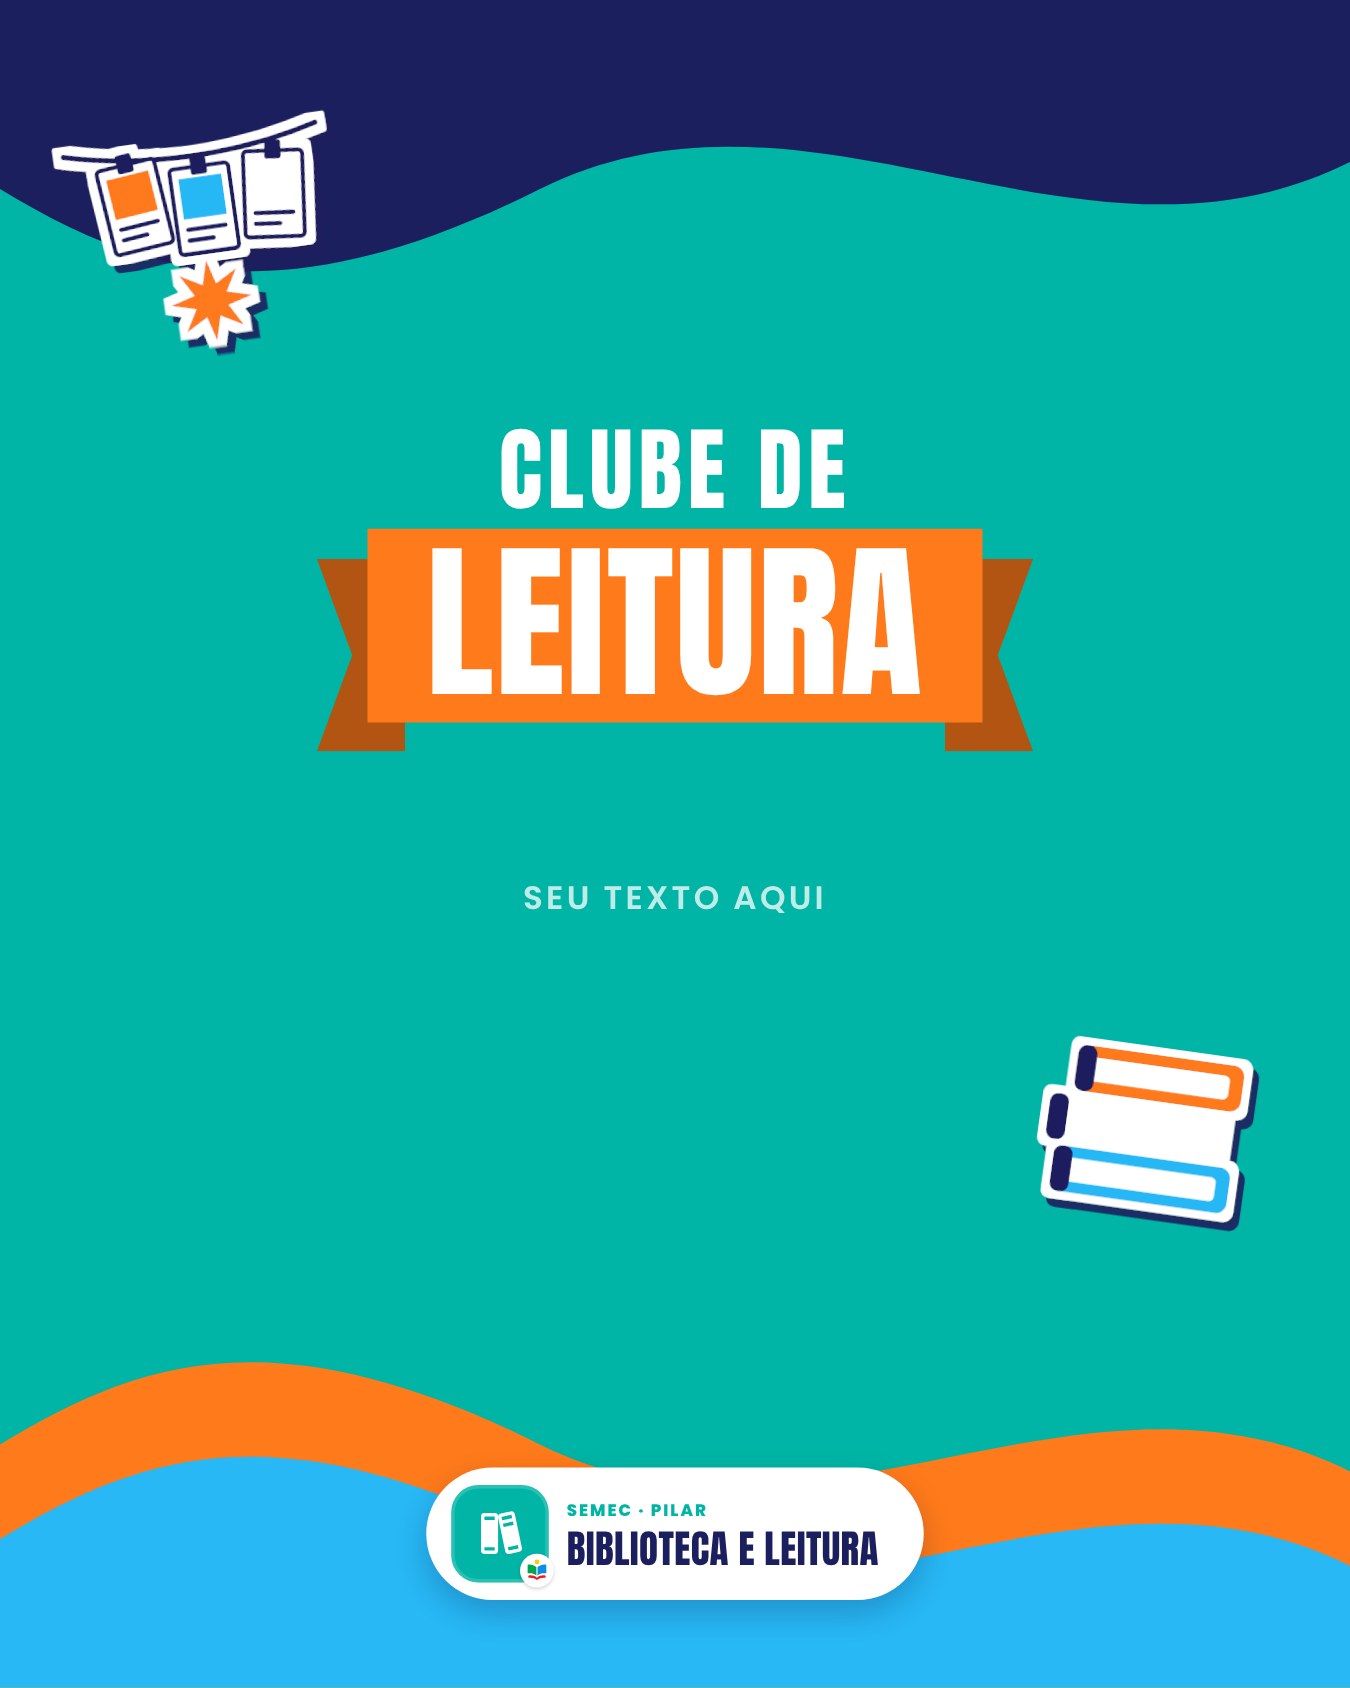 CLUBE DE
LEITURA
SEU TEXTO AQUI
SEMEC · PILAR
BIBLIOTECA E LEITURA